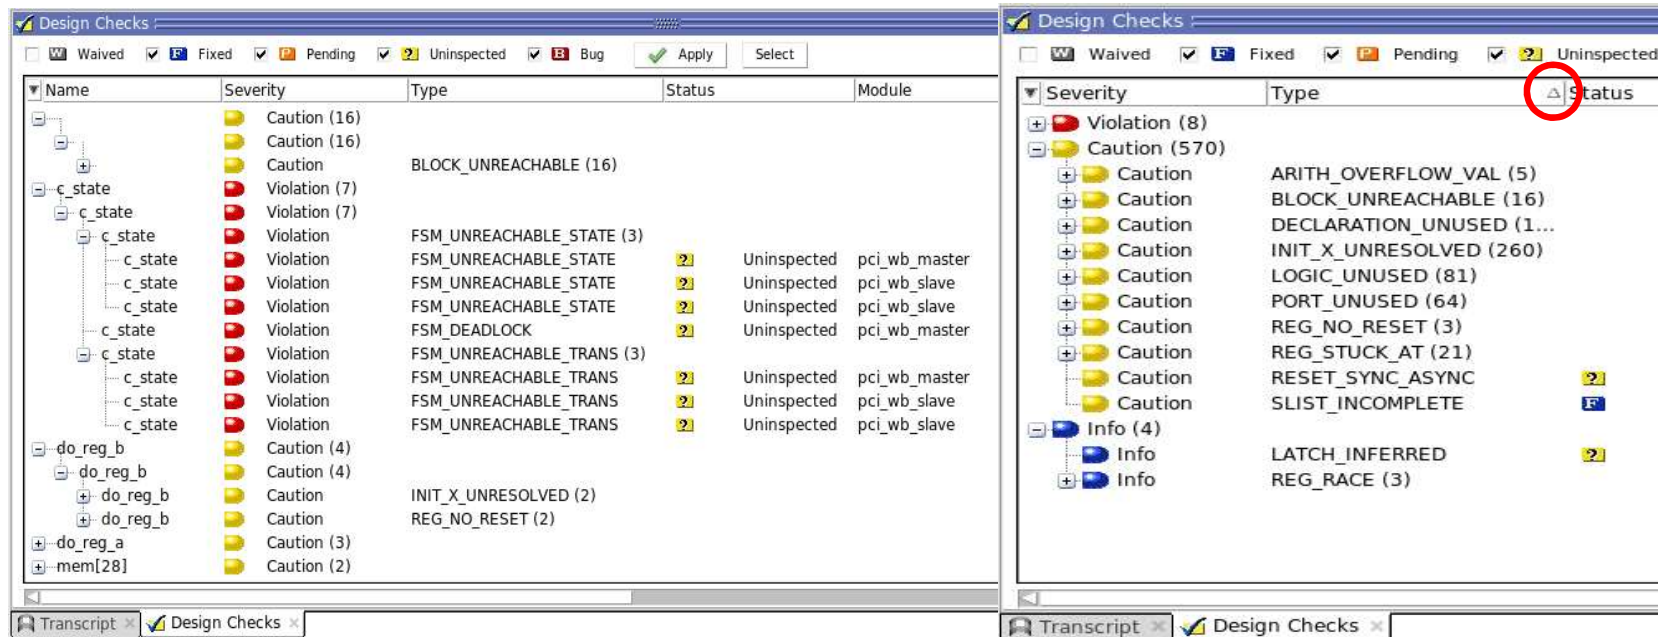 Design Checks
W Waived F Fixed P Pending ? Uninspected B Bug Apply Select
Name Severity Type Status Module
Caution (16)
Caution (16)
Caution BLOCK_UNREACHABLE (16)
c_state Violation (7)
c_state Violation (7)
c_state Violation FSM_UNREACHABLE_STATE (3)
c_state Violation FSM_UNREACHABLE_STATE ? Uninspected pci_wb_master
c_state Violation FSM_UNREACHABLE_STATE ? Uninspected pci_wb_slave
c_state Violation FSM_UNREACHABLE_STATE ? Uninspected pci_wb_slave
c_state Violation FSM_DEADLOCK ? Uninspected pci_wb_master
c_state Violation FSM_UNREACHABLE_TRANS (3)
c_state Violation FSM_UNREACHABLE_TRANS ? Uninspected pci_wb_master
c_state Violation FSM_UNREACHABLE_TRANS ? Uninspected pci_wb_slave
c_state Violation FSM_UNREACHABLE_TRANS ? Uninspected pci_wb_slave
do_reg_b Caution (4)
do_reg_b Caution (4)
do_reg_b Caution INIT_X_UNRESOLVED (2)
do_reg_b Caution REG_NO_RESET (2)
do_reg_a Caution (3)
mem[28] Caution (2)
Transcript Design Checks
Design Checks
W Waived F Fixed P Pending ? Uninspected
Severity Type Status
Violation (8)
Caution (570)
Caution ARITH_OVERFLOW_VAL (5)
Caution BLOCK_UNREACHABLE (16)
Caution DECLARATION_UNUSED (1...
Caution INIT_X_UNRESOLVED (260)
Caution LOGIC_UNUSED (81)
Caution PORT_UNUSED (64)
Caution REG_NO_RESET (3)
Caution REG_STUCK_AT (21)
Caution RESET_SYNC_ASYNC ?
Caution SLIST_INCOMPLETE F
Info (4)
Info LATCH_INFERRED ?
Info REG_RACE (3)
Transcript Design Checks